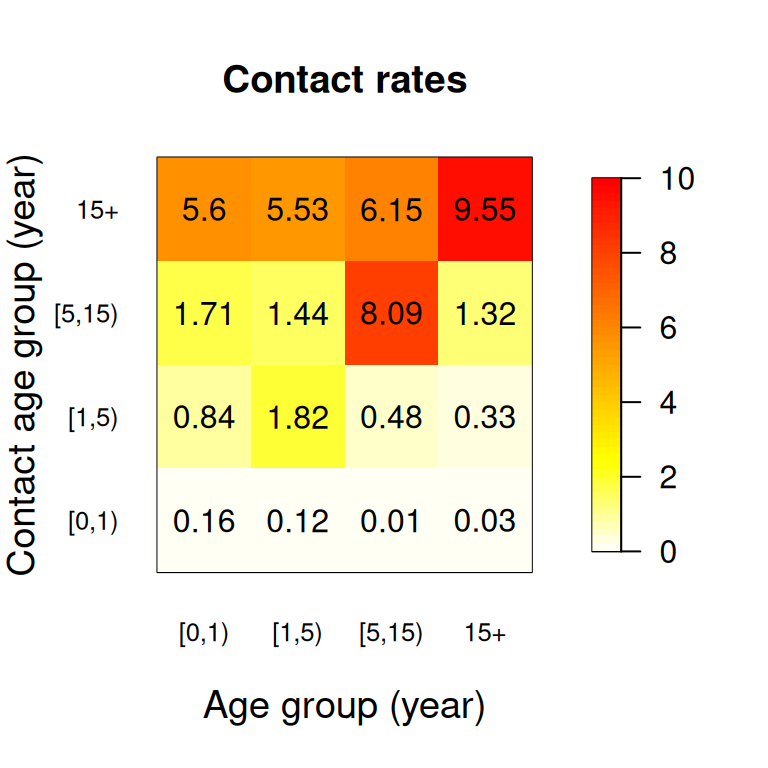 Contact rates
Contact age group (year)
15+ 5.6 5.53 6.15 9.55
[5,15) 1.71 1.44 8.09 1.32
[1,5) 0.84 1.82 0.48 0.33
[0,1) 0.16 0.12 0.01 0.03
[0,1) [1,5) [5,15) 15+
Age group (year)
10
8
6
4
2
0